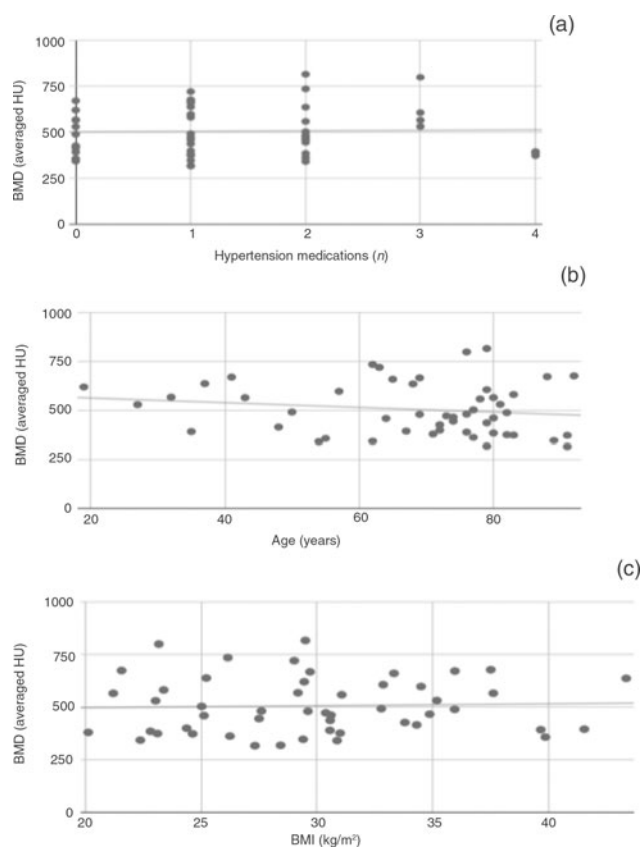 (a)
1000
750
500
250
0
BMD (averaged HU)
0 1 2 3 4
Hypertension medications (n)
(b)
1000
750
500
250
0
BMD (averaged HU)
20 40 60 80
Age (years)
(c)
1000
750
500
250
0
BMD (averaged HU)
20 25 30 35 40
BMI (kg/m²)